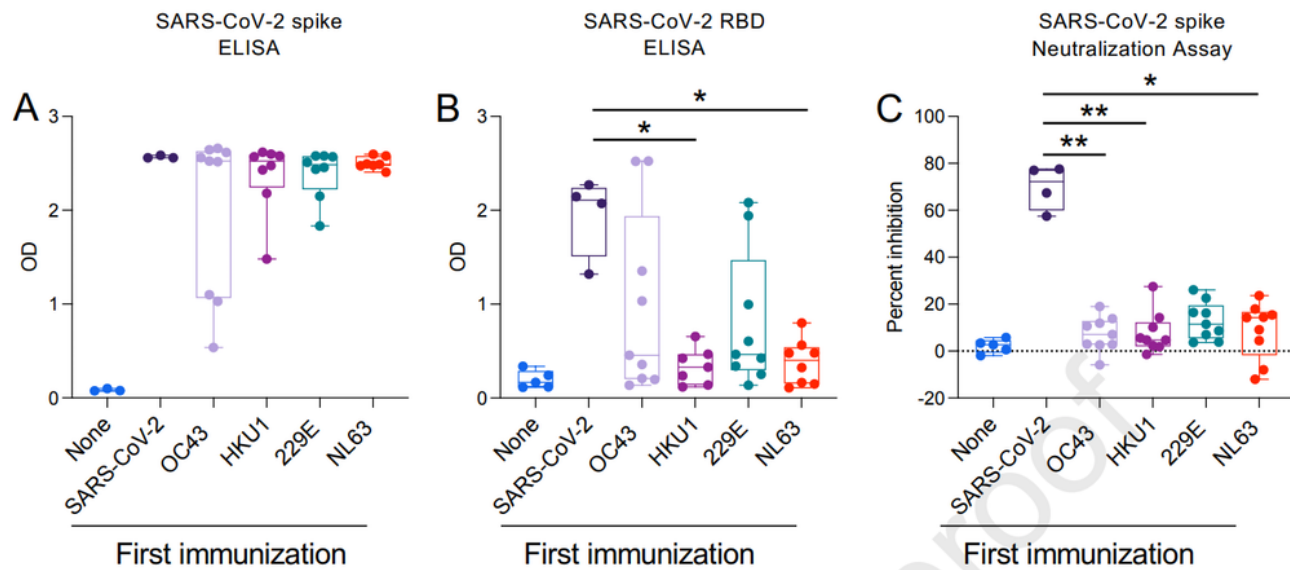 SARS-CoV-2 spike
ELISA
SARS-CoV-2 RBD
ELISA
SARS-CoV-2 spike
Neutralization Assay
A
3
2
1
0
OD
None
SARS-CoV-2
OC43
HKU1
229E
NL63
First immunization
B
3
2
1
0
OD
*
*
None
SARS-CoV-2
OC43
HKU1
229E
NL63
First immunization
C
100
80
60
40
20
0
-20
Percent inhibition
*
**
**
None
SARS-CoV-2
OC43
HKU1
229E
NL63
First immunization
proof